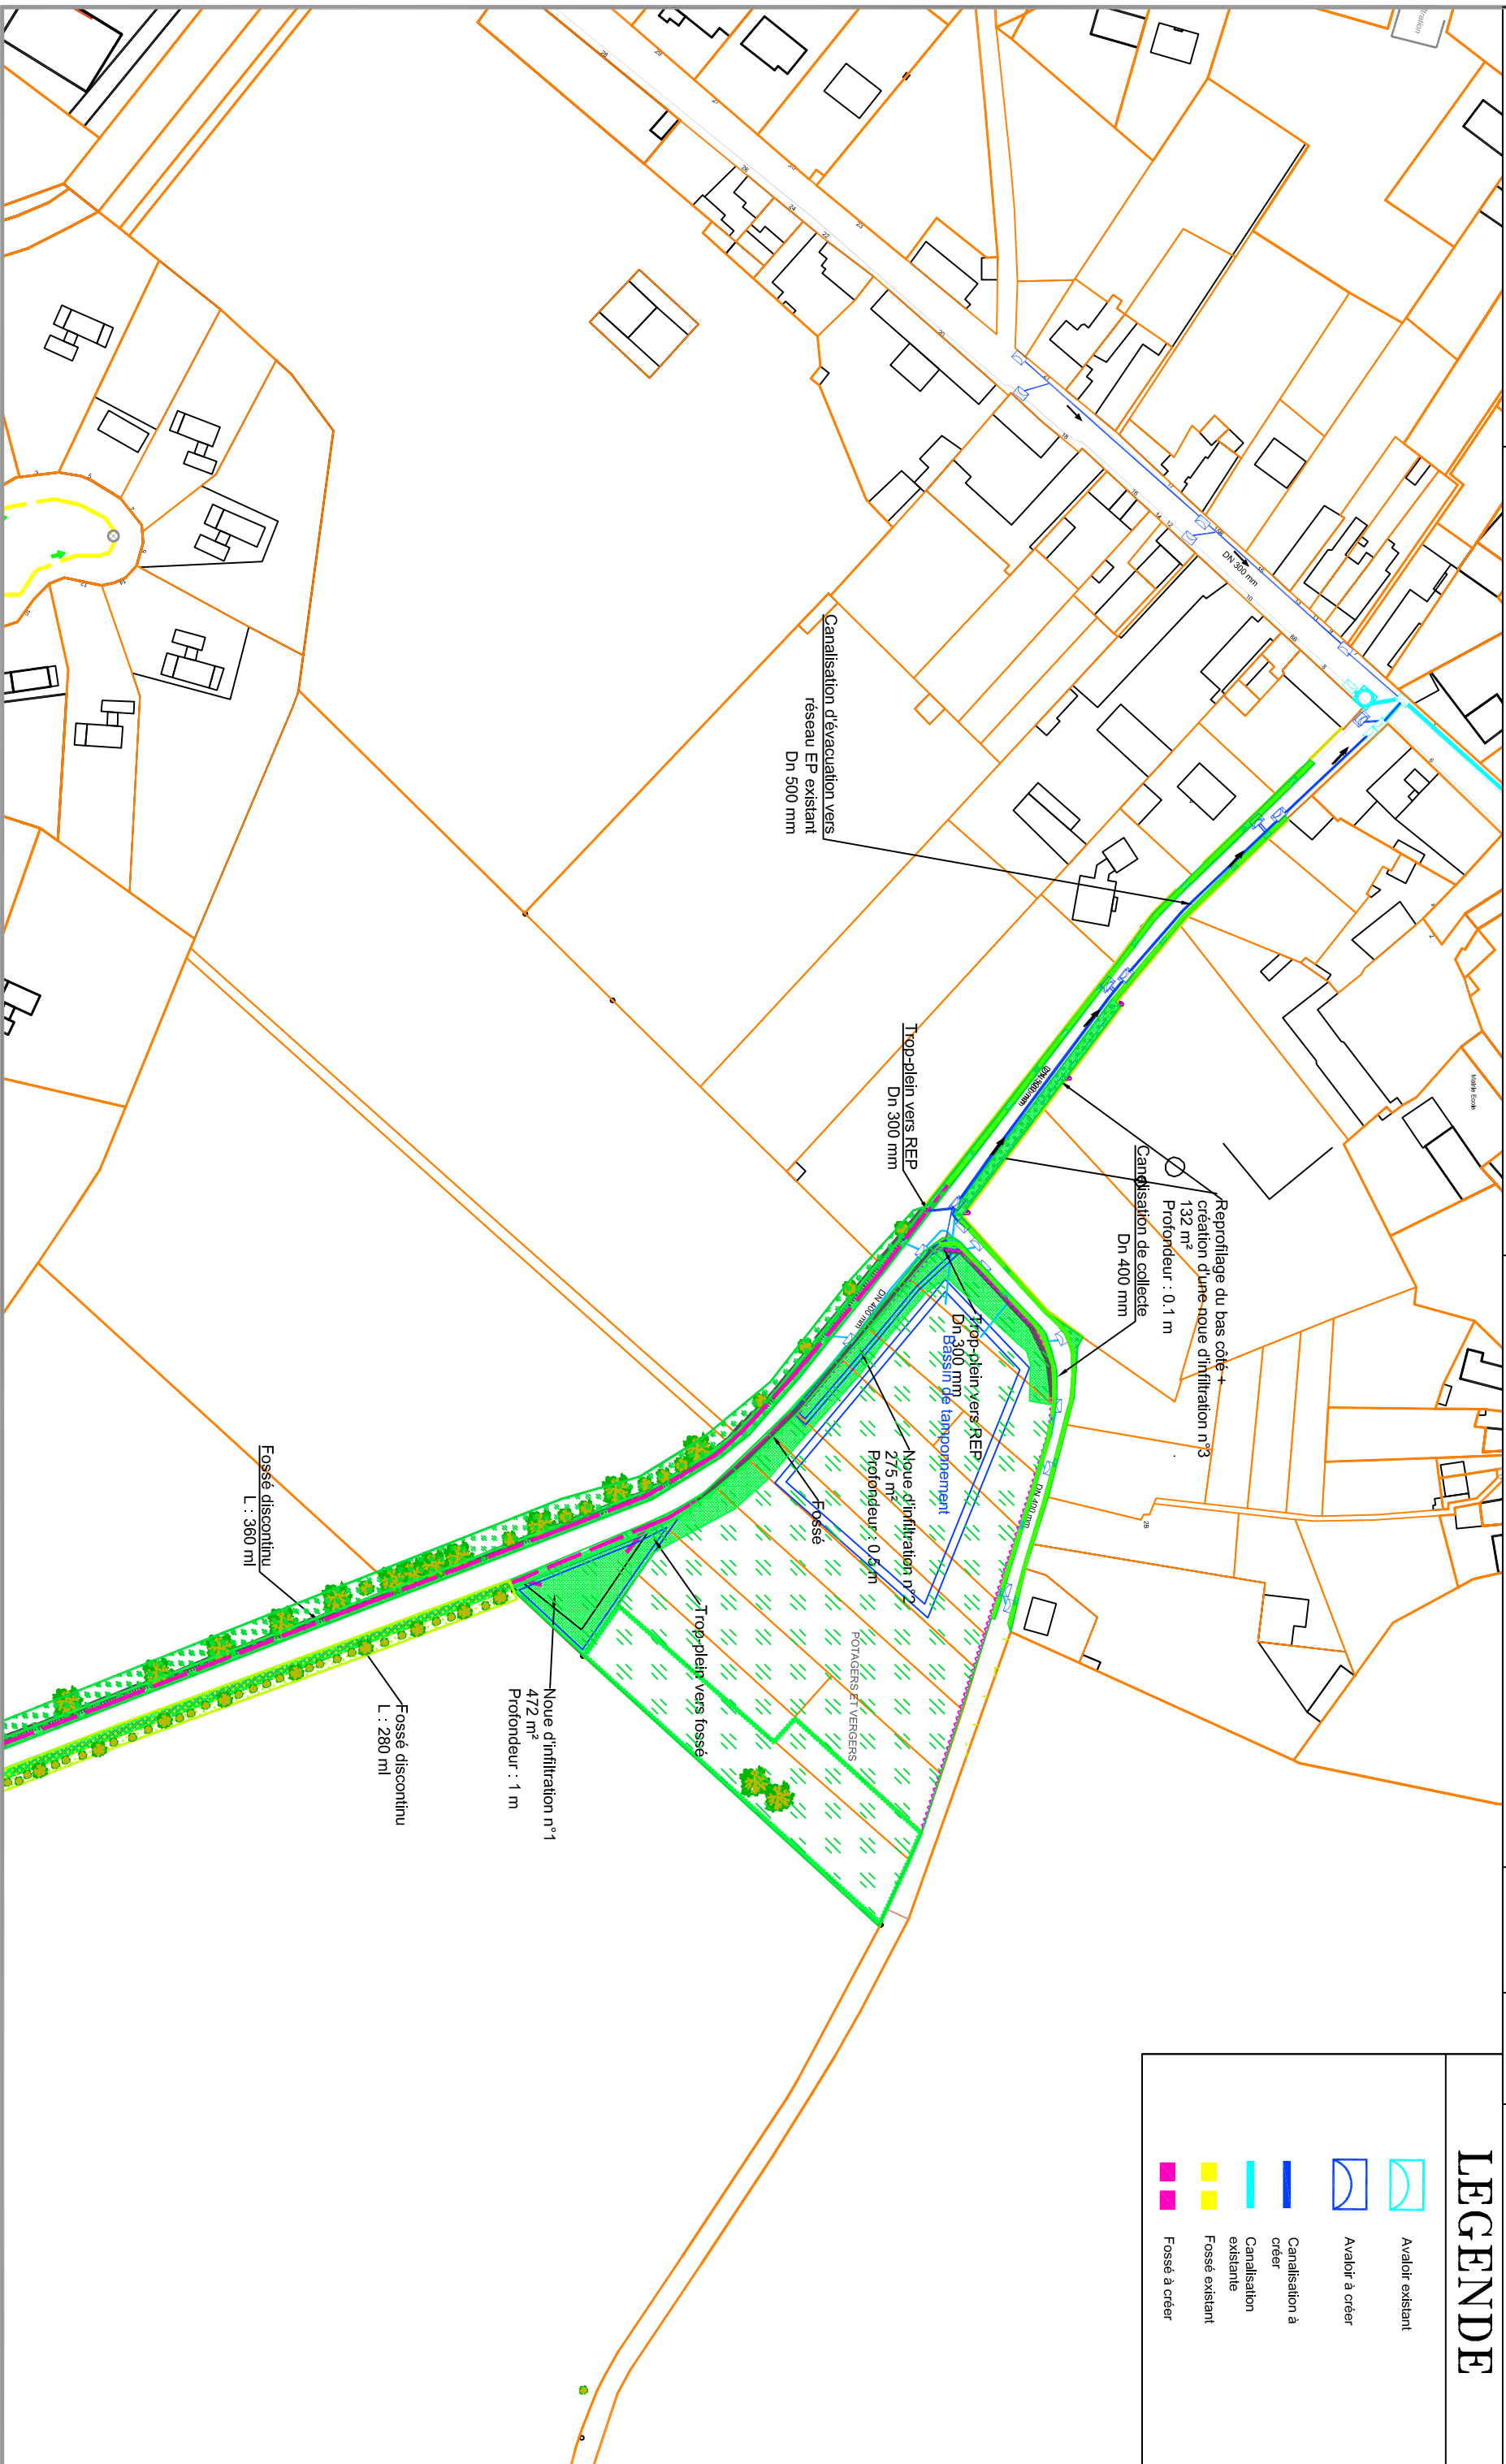 LEGENDE
Avaloir existant
Avaloir à créer
Canalisation à
créer
Canalisation
existante
Fossé existant
Fossé à créer
Mairie Ecole
DN 300 mm
Canalisation d'évacuation vers
réseau EP existant
Dn 500 mm
Trop-plein vers REP
Dn 300 mm
Reprofilage du bas côté +
création d'une noue d'infiltration n°3
132 m²
Profondeur : 0.1 m
Canalisation de collecte
Dn 400 mm
DN 400 mm
DN 400 mm
Trop-plein vers REP
Dn 300 mm
Bassin de tamponnement
Noue d'infiltration n°2
275 m²
Profondeur : 0.5 m
Fossé
POTAGERS ET VERGERS
Trop-plein vers fossé
Noue d'infiltration n°1
472 m²
Profondeur : 1 m
Fossé discontinu
L : 360 ml
Fossé discontinu
L : 280 ml